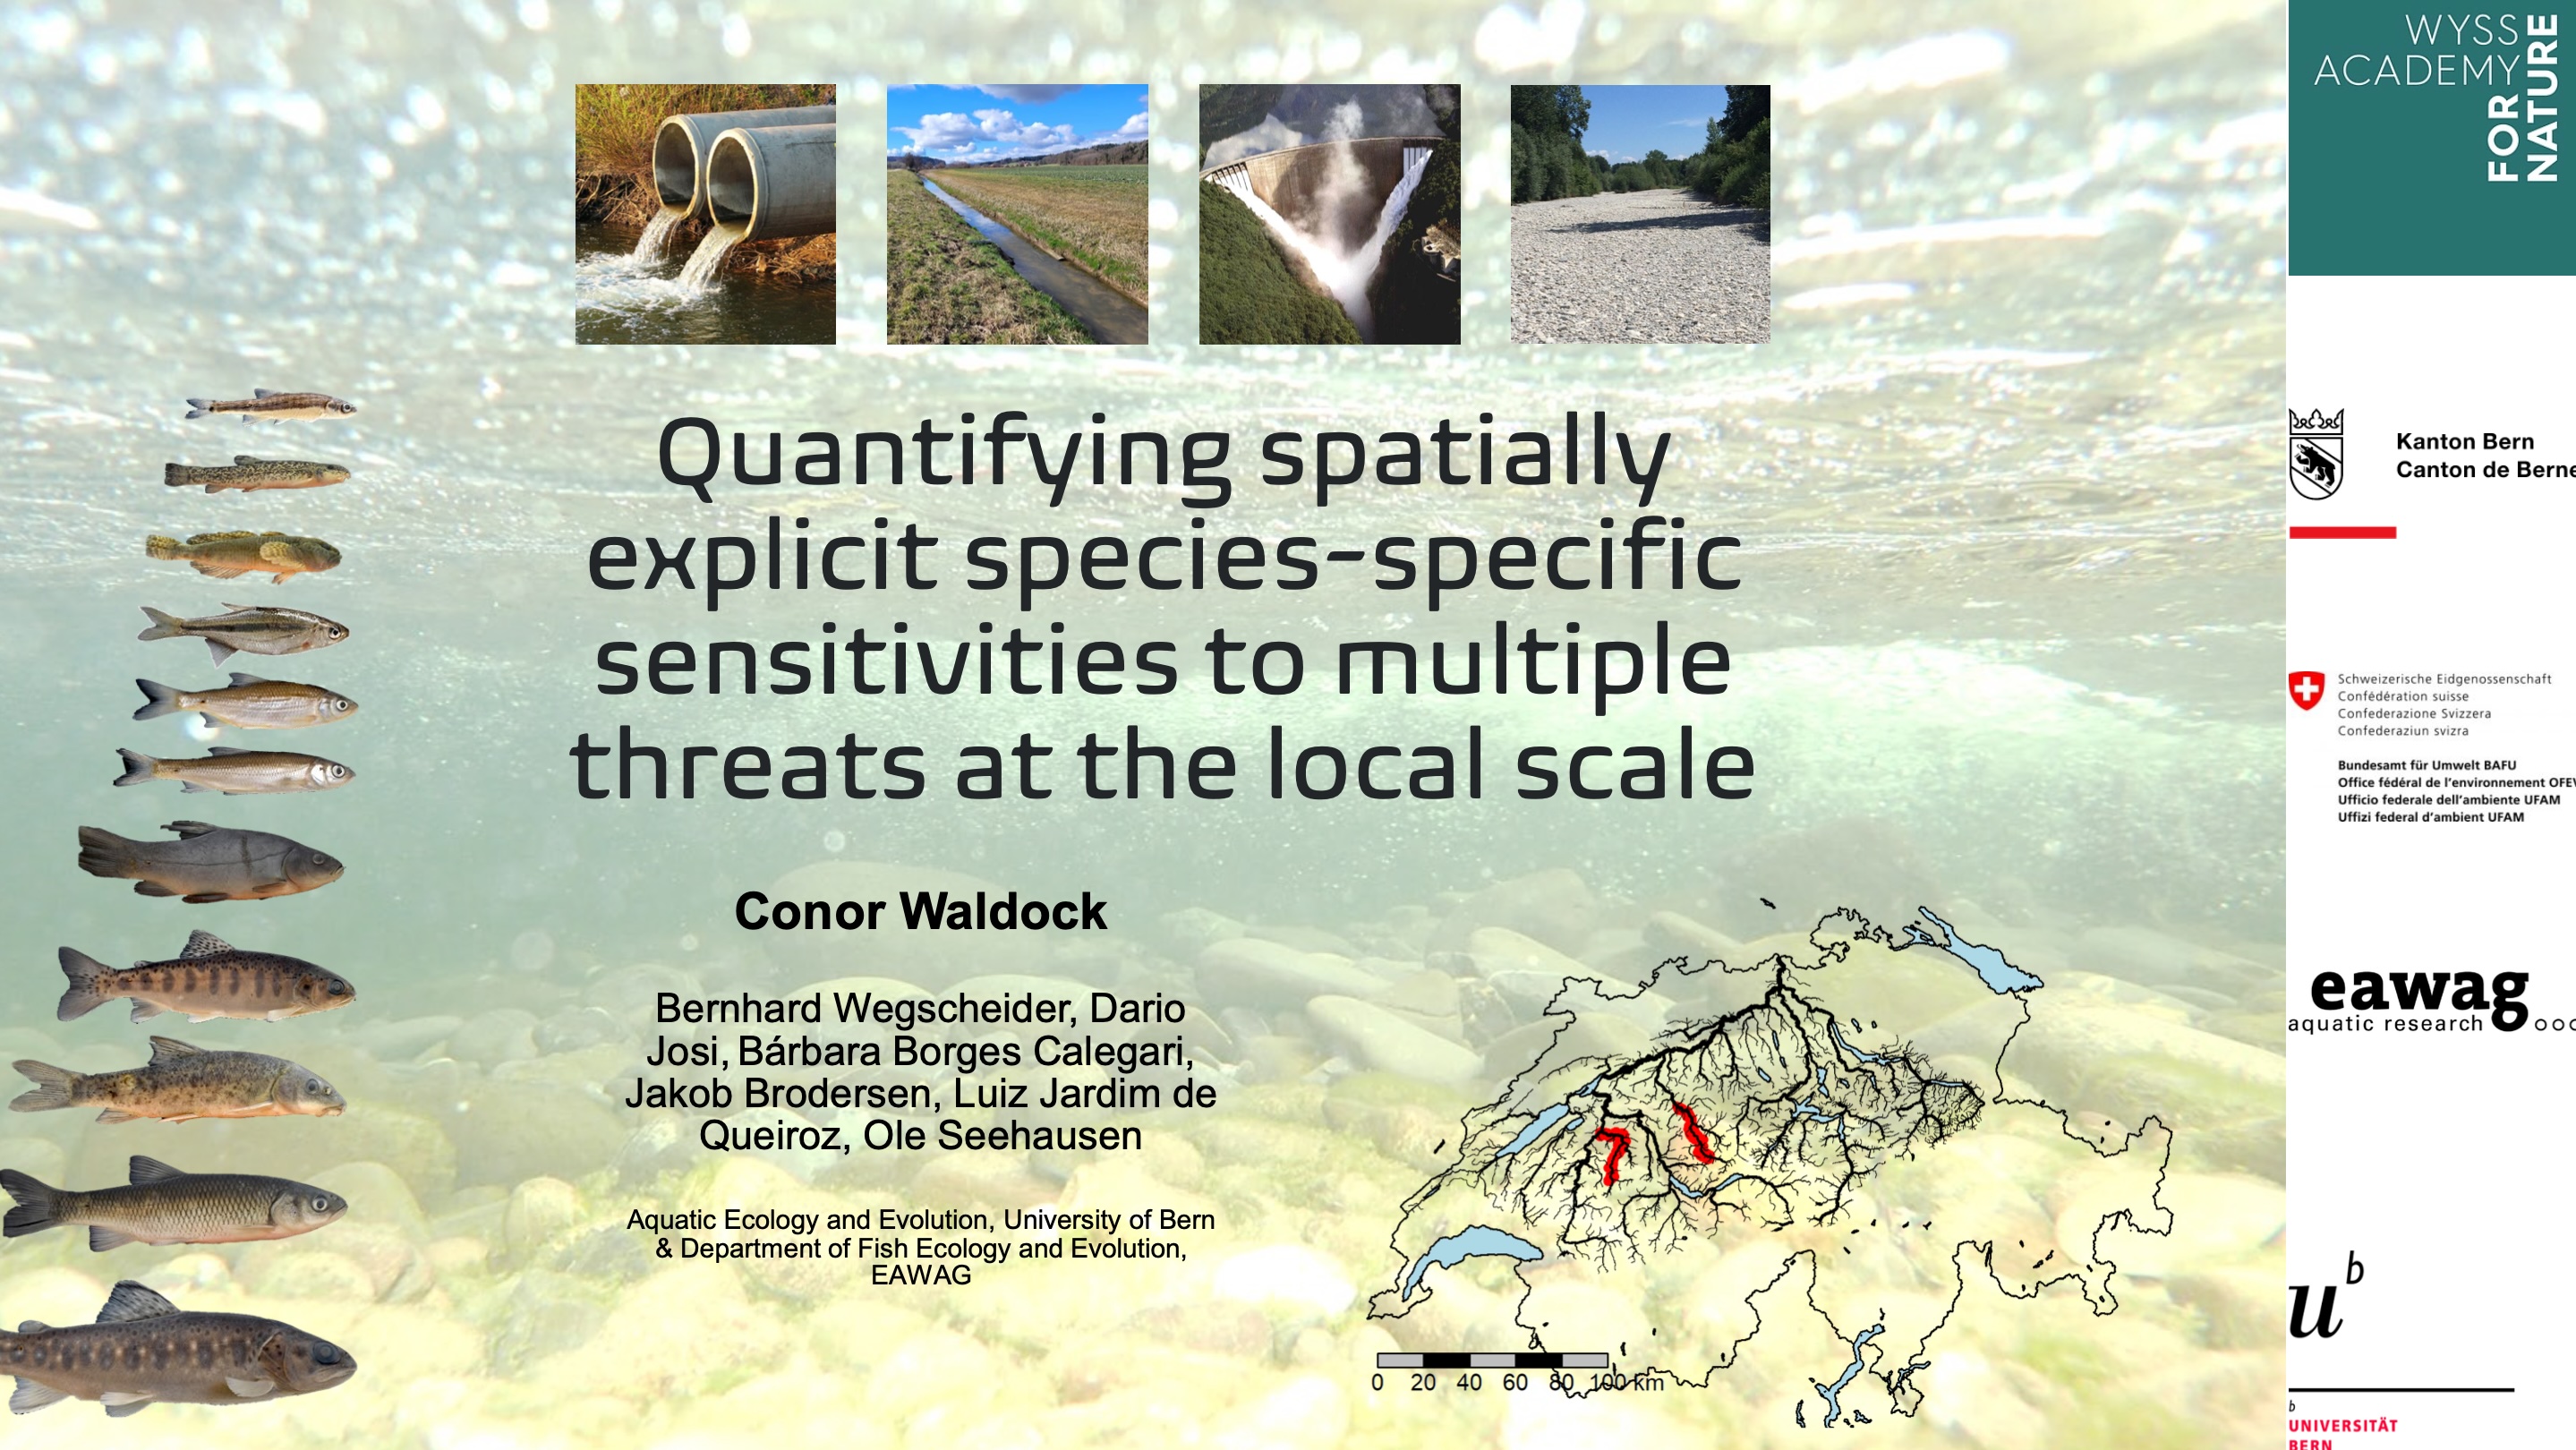 Quantifying spatially
explicit species-specific
sensitivities to multiple
threats at the local scale
Conor Waldock
Bernhard Wegscheider, Dario
Josi, Bárbara Borges Calegari,
Jakob Brodersen, Luiz Jardim de
Queiroz, Ole Seehausen
Aquatic Ecology and Evolution, University of Bern
& Department of Fish Ecology and Evolution,
EAWAG
0 20 40 60 80 100 km
WYSS
ACADEMY
FOR
NATURE
Kanton Bern
Canton de Berne
Schweizerische Eidgenossenschaft
Confédération suisse
Confederazione Svizzera
Confederaziun svizra
Bundesamt für Umwelt BAFU
Office fédéral de l'environnement OFEV
Ufficio federale dell'ambiente UFAM
Uffizi federal d'ambient UFAM
eawag
aquatic research
u
b
b
UNIVERSITÄT
BERN